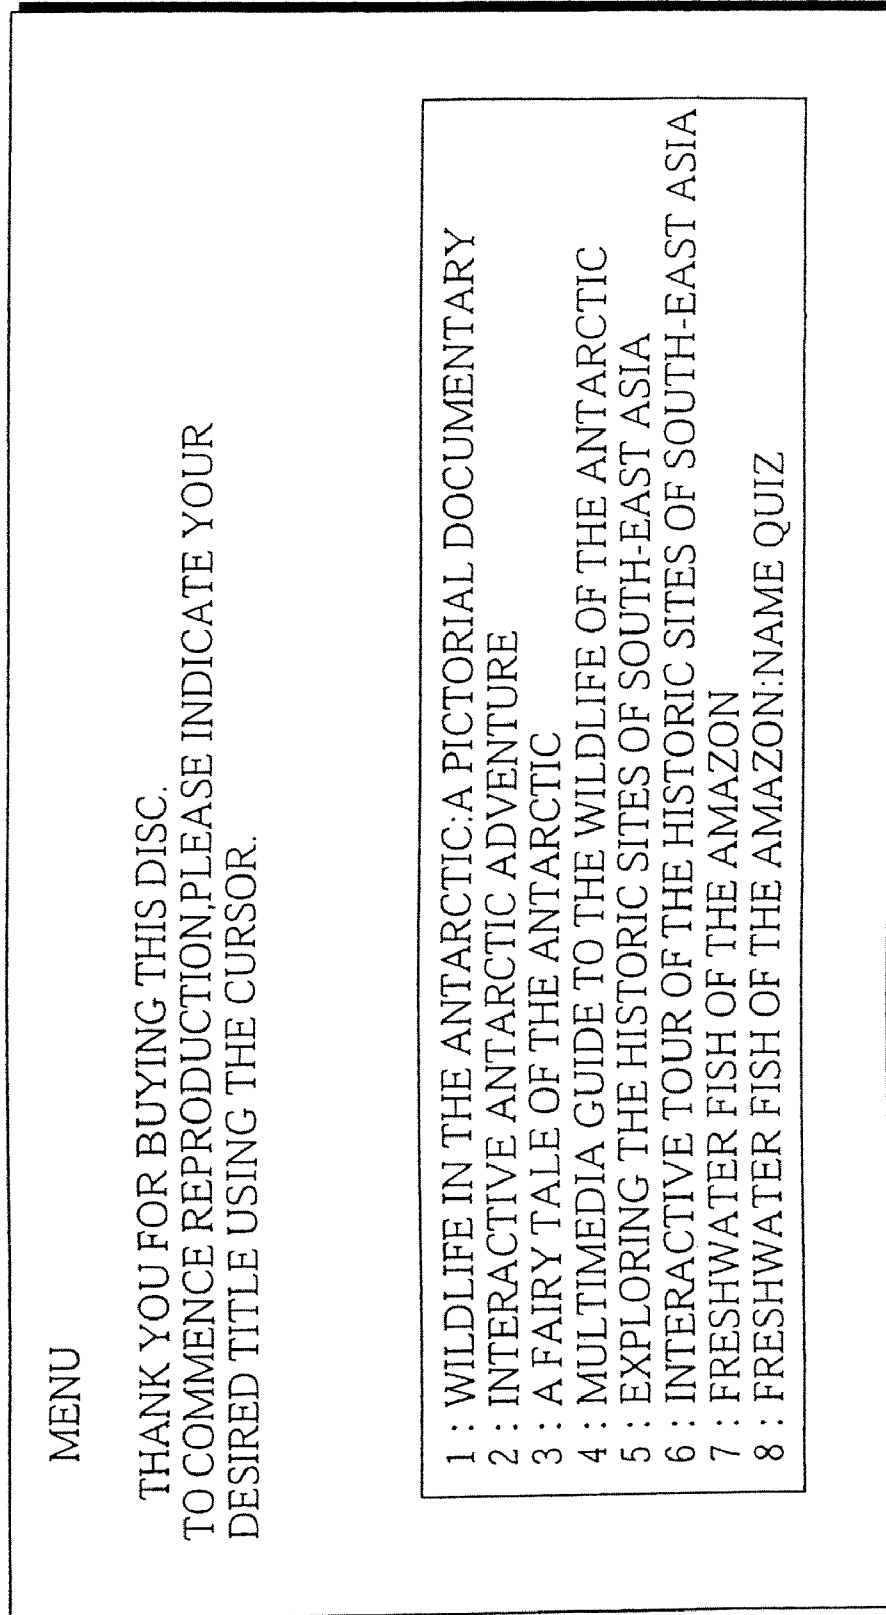 MENU
THANK YOU FOR BUYING THIS DISC.
TO COMMENCE REPRODUCTION,PLEASE INDICATE YOUR
DESIRED TITLE USING THE CURSOR.
1 : WILDLIFE IN THE ANTARCTIC:A PICTORIAL DOCUMENTARY
2 : INTERACTIVE ANTARCTIC ADVENTURE
3 : A FAIRY TALE OF THE ANTARCTIC
4 : MULTIMEDIA GUIDE TO THE WILDLIFE OF THE ANTARCTIC
5 : EXPLORING THE HISTORIC SITES OF SOUTH-EAST ASIA
6 : INTERACTIVE TOUR OF THE HISTORIC SITES OF SOUTH-EAST ASIA
7 : FRESHWATER FISH OF THE AMAZON
8 : FRESHWATER FISH OF THE AMAZON:NAME QUIZ